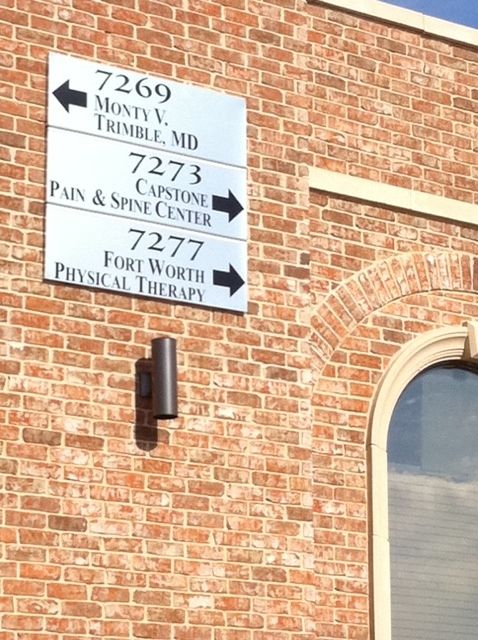 7269
Monty V.
Trimble, MD
7273
Capstone
Pain & Spine Center
7277
Fort Worth
Physical Therapy